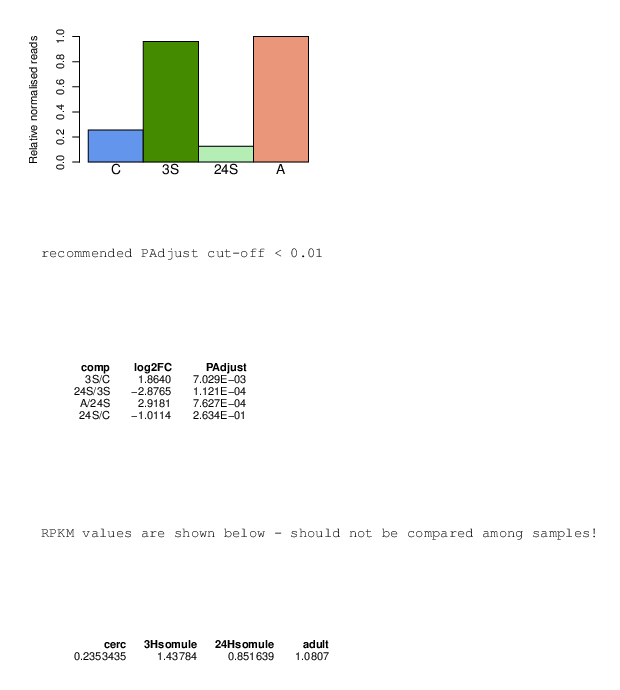 Relative normalised reads
1.0
0.8
0.6
0.4
0.2
0.0
C 3S 24S A
recommended PAdjust cut-off < 0.01
comp log2FC PAdjust
3S/C 1.8640 7.029E−03
24S/3S −2.8765 1.121E−04
A/24S 2.9181 7.627E−04
24S/C −1.0114 2.634E−01
RPKM values are shown below - should not be compared among samples!
cerc 3Hsomule 24Hsomule adult
0.2353435 1.43784 0.851639 1.0807